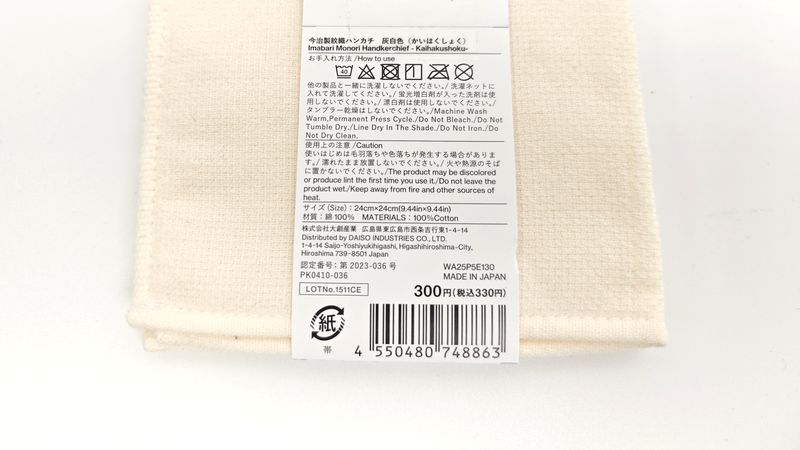 今治製紋織ハンカチ 灰白色（かいはくしょく）
Imabari Monori Handkerchief - Kaihakushoku-
お手入れ方法 /How to use
40
他の製品と一緒に洗濯しないでください。/ 洗濯ネットに
入れて洗濯してください。/ 蛍光増白剤が入った洗剤は使
用しないでください。/ 漂白剤は使用しないでください。/
タンブラー乾燥はしないでください。/Machine Wash
Warm,Permanent Press Cycle./Do Not Bleach./Do Not
Tumble Dry./Line Dry In The Shade./Do Not Iron./Do
Not Dry Clean.
使用上の注意 /Caution
使いはじめは毛羽落ちや色落ちが発生する場合がありま
す。/ 濡れたまま放置しないでください。/ 火や熱源のそば
に置かないでください。/The product may be discolored
or produce lint the first time you use it./Do not leave the
product wet./Keep away from fire and other sources of
heat.
サイズ (Size)：24cm×24cm(9.44in×9.44in)
材質：綿 100% MATERIALS：100%Cotton
株式会社大創産業 広島県東広島市西条吉行東1-4-14
Distributed by DAISO INDUSTRIES CO., LTD.
1-4-14 Saijo-Yoshiyukihigashi, Higashihiroshima-City,
Hiroshima 739-8501 Japan
認定番号：第 2023-036 号 WA25P5E130
PK0410-036 MADE IN JAPAN
LOTNo.1511CE 300円(税込330円)
紙
帯
4 550480 748863